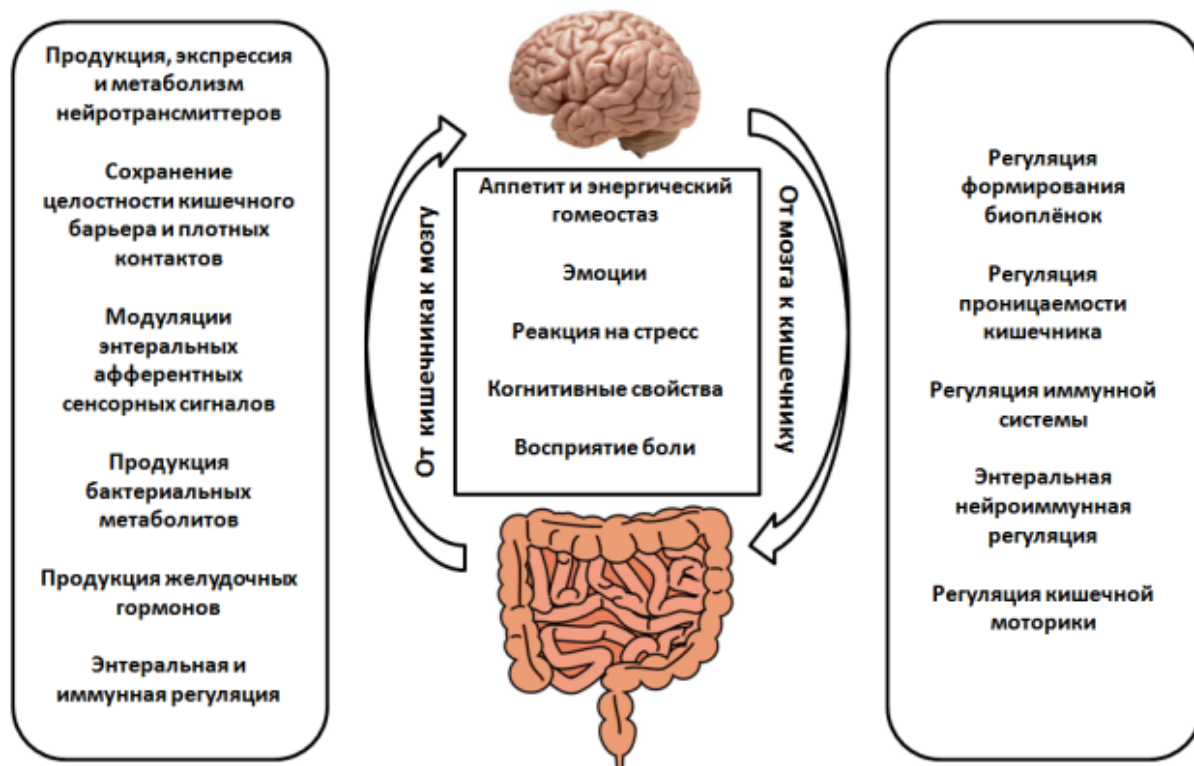 Продукция, экспрессия
и метаболизм
нейротрансмиттеров
Сохранение
целостности кишечного
барьера и плотных
контактов
Модуляции
энтеральных
афферентных
сенсорных сигналов
Продукция
бактериальных
метаболитов
Продукция желудочных
гормонов
Энтеральная и
иммунная регуляция
От кишечника к мозгу
Аппетит и энергический
гомеостаз
Эмоции
Реакция на стресс
Когнитивные свойства
Восприятие боли
От мозга к кишечнику
Регуляция
формирования
биоплёнок
Регуляция
проницаемости
кишечника
Регуляция иммунной
системы
Энтеральная
нейроиммунная
регуляция
Регуляция кишечной
моторики